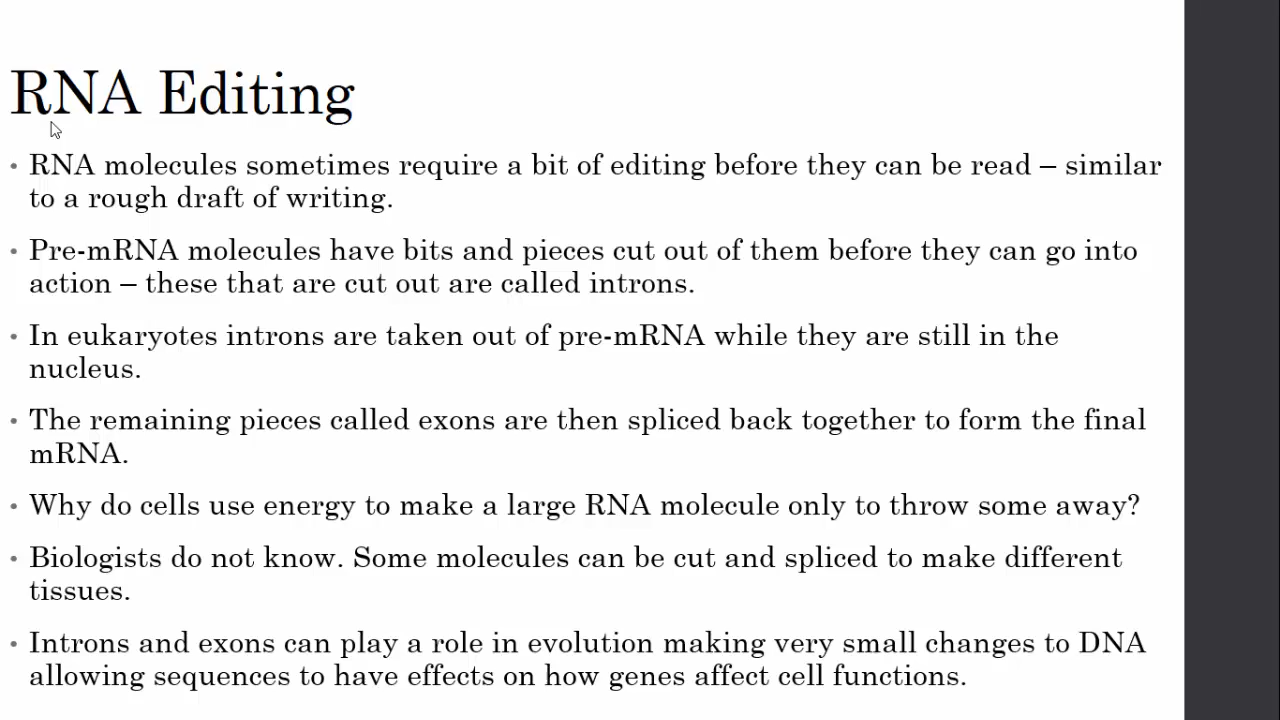 RNA Editing
• RNA molecules sometimes require a bit of editing before they can be read – similar
to a rough draft of writing.
• Pre-mRNA molecules have bits and pieces cut out of them before they can go into
action – these that are cut out are called introns.
• In eukaryotes introns are taken out of pre-mRNA while they are still in the
nucleus.
• The remaining pieces called exons are then spliced back together to form the final
mRNA.
• Why do cells use energy to make a large RNA molecule only to throw some away?
• Biologists do not know. Some molecules can be cut and spliced to make different
tissues.
• Introns and exons can play a role in evolution making very small changes to DNA
allowing sequences to have effects on how genes affect cell functions.